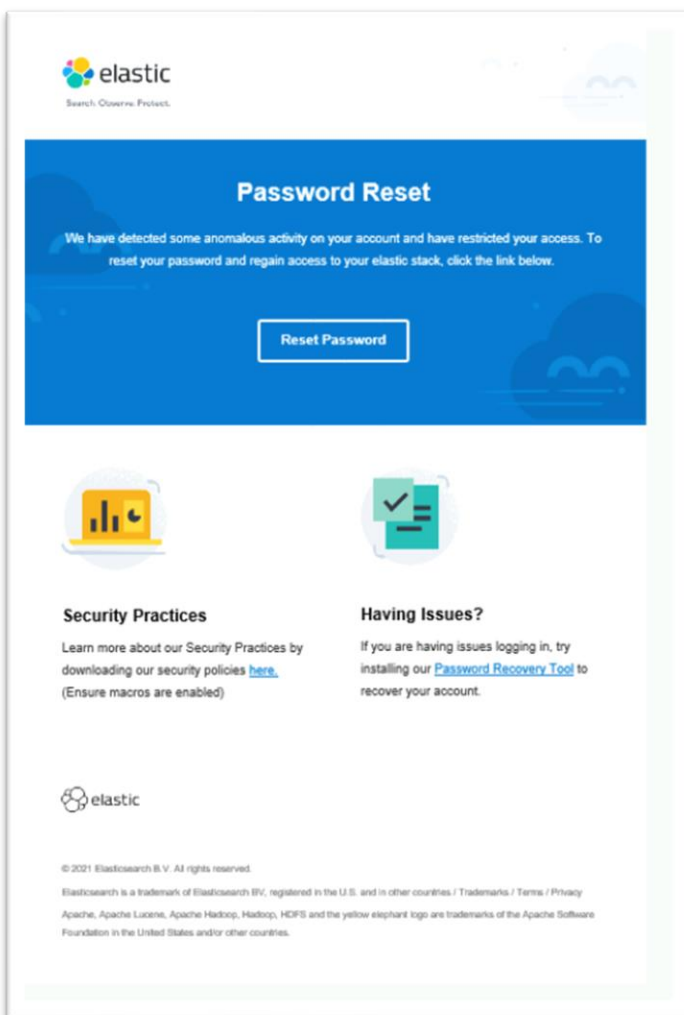 elastic
Search. Observe. Protect.
Password Reset
We have detected some anomalous activity on your account and have restricted your access. To
reset your password and regain access to your elastic stack, click the link below.
Reset Password
Security Practices
Learn more about our Security Practices by
downloading our security policies here.
(Ensure macros are enabled)
Having Issues?
If you are having issues logging in, try
installing our Password Recovery Tool to
recover your account.
elastic
© 2021 Elasticsearch B.V. All rights reserved.
Elasticsearch is a trademark of Elasticsearch BV, registered in the U.S. and in other countries / Trademarks / Terms / Privacy
Apache, Apache Lucene, Apache Hadoop, Hadoop, HDFS and the yellow elephant logo are trademarks of the Apache Software
Foundation in the United States and/or other countries.